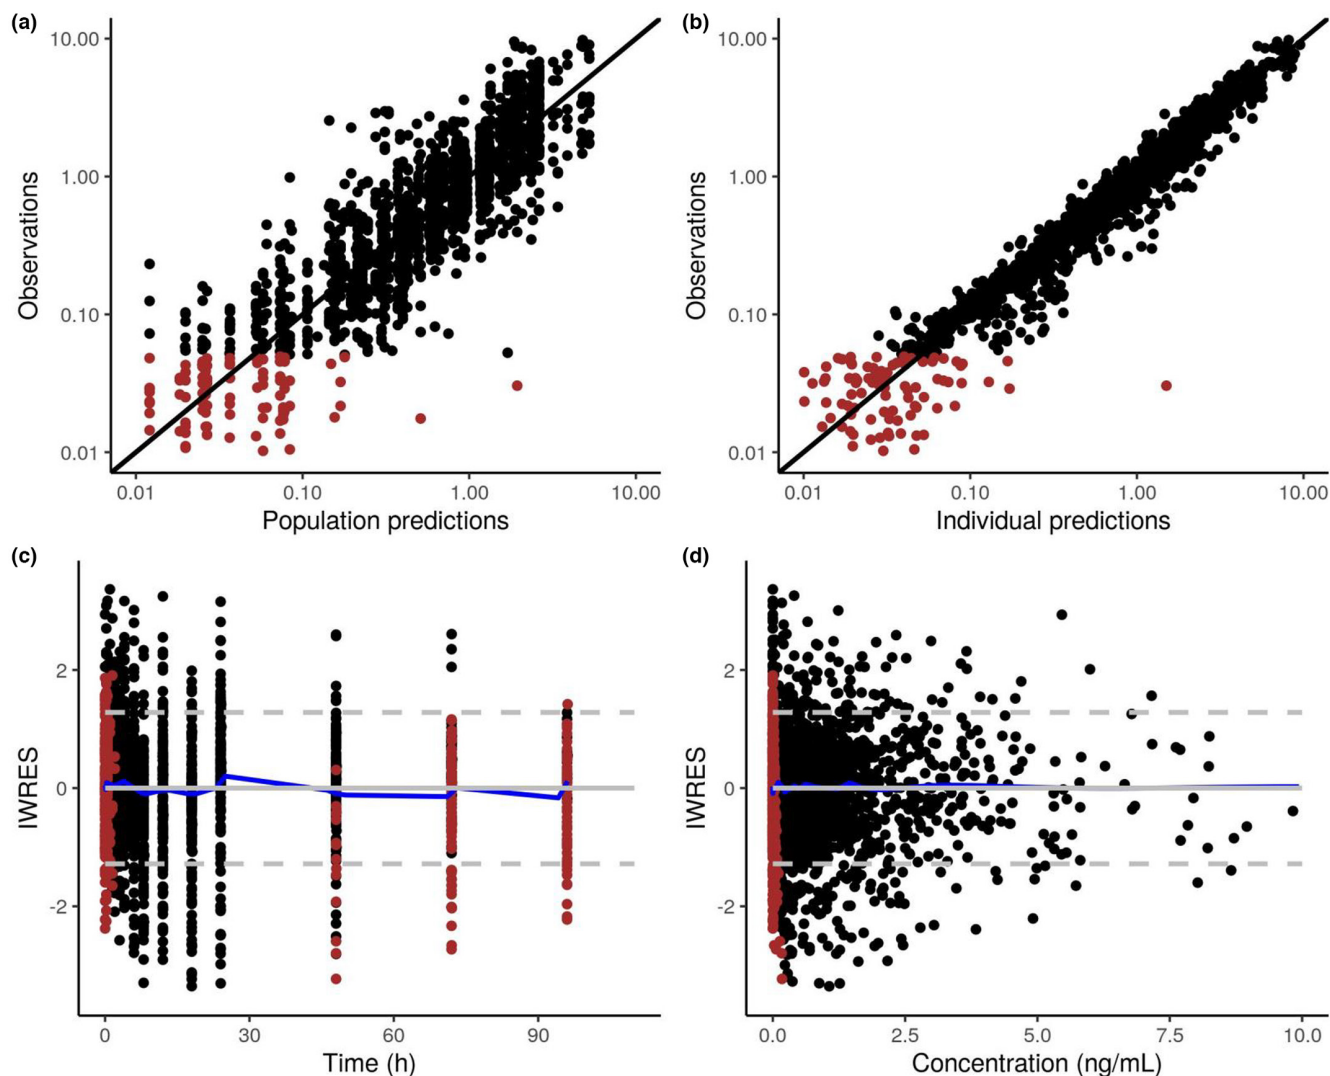 (a)
10.00
1.00
0.10
0.01
Observations
0.01 0.10 1.00 10.00
Population predictions
(b)
10.00
1.00
0.10
0.01
Observations
0.01 0.10 1.00 10.00
Individual predictions
(c)
2
0
-2
IWRES
0 30 60 90
Time (h)
(d)
2
0
-2
IWRES
0.0 2.5 5.0 7.5 10.0
Concentration (ng/mL)